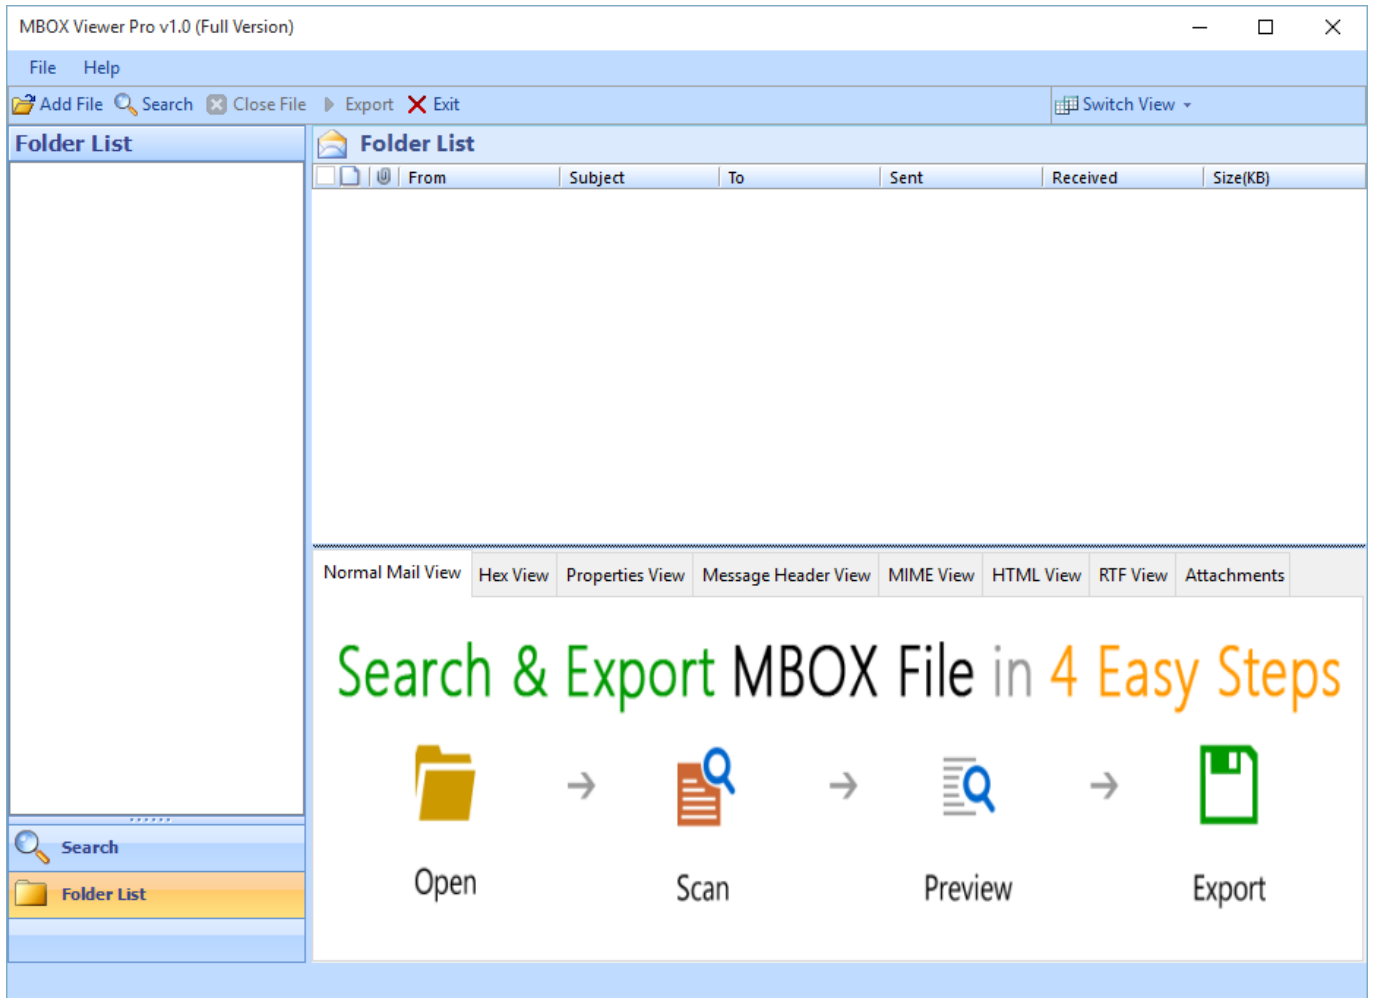 MBOX Viewer Pro v1.0 (Full Version)
File Help
Add File Search Close File Export Exit Switch View
Folder List
Folder List
From Subject To Sent Received Size(KB)
Normal Mail View Hex View Properties View Message Header View MIME View HTML View RTF View Attachments
Search & Export MBOX File in 4 Easy Steps
Open Scan Preview Export
Search
Folder List